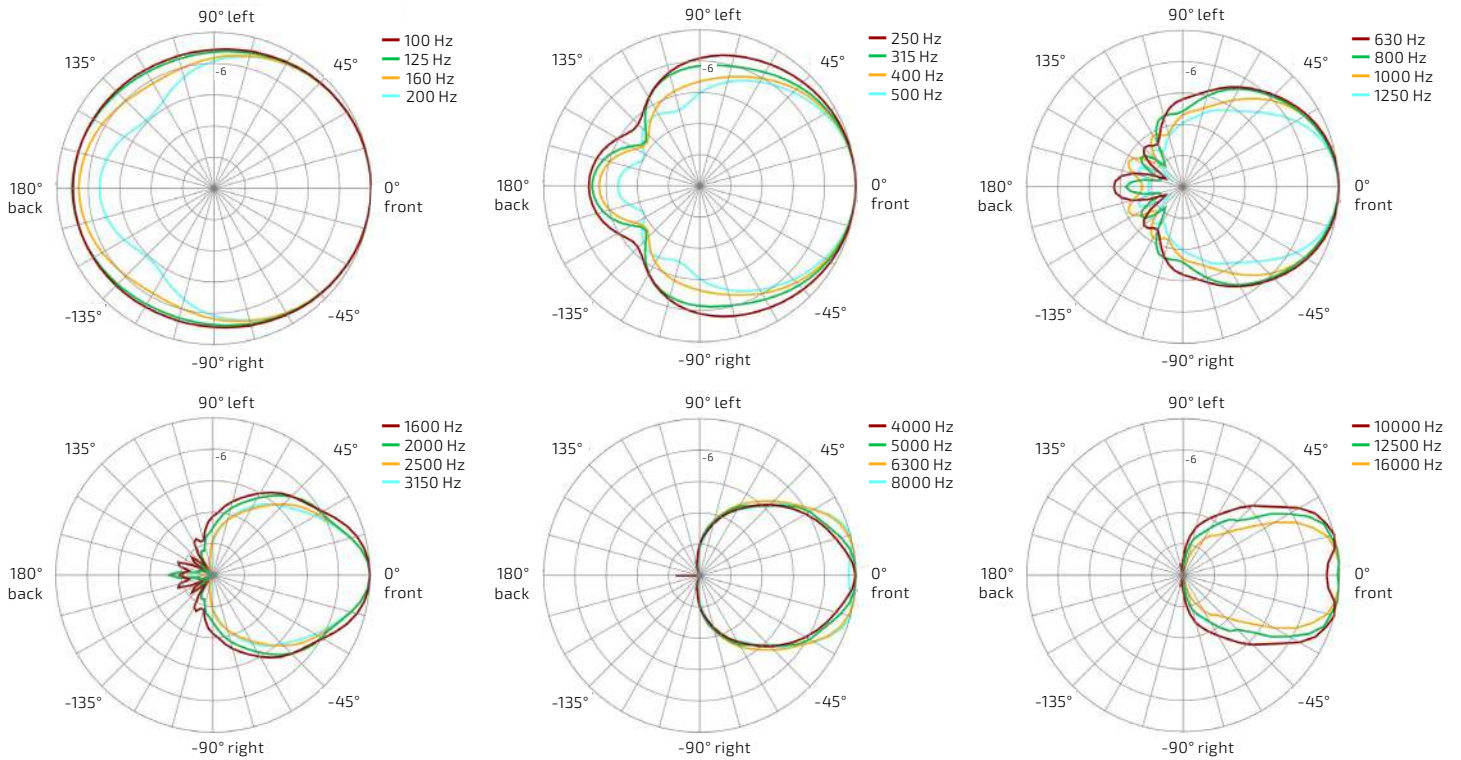 90° left
135°
45°
-6
180°
back
0°
front
-135°
-45°
-90° right
100 Hz
125 Hz
160 Hz
200 Hz
90° left
135°
45°
-6
180°
back
0°
front
-135°
-45°
-90° right
250 Hz
315 Hz
400 Hz
500 Hz
90° left
135°
45°
-6
180°
back
0°
front
-135°
-45°
-90° right
630 Hz
800 Hz
1000 Hz
1250 Hz
90° left
135°
45°
-6
180°
back
0°
front
-135°
-45°
-90° right
1600 Hz
2000 Hz
2500 Hz
3150 Hz
90° left
135°
45°
-6
180°
back
0°
front
-135°
-45°
-90° right
4000 Hz
5000 Hz
6300 Hz
8000 Hz
90° left
135°
45°
-6
180°
back
0°
front
-135°
-45°
-90° right
10000 Hz
12500 Hz
16000 Hz